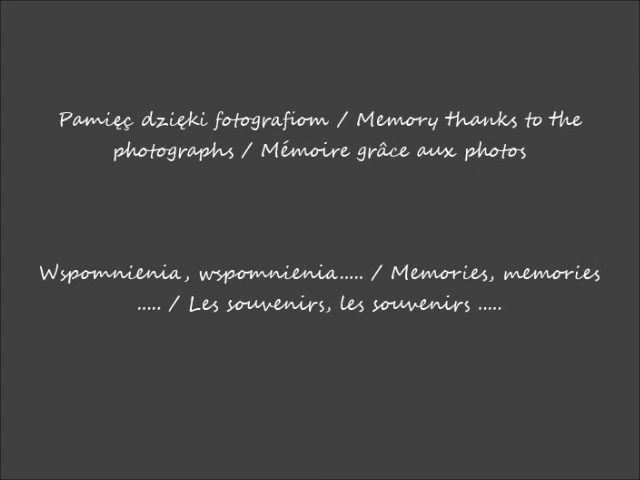 Pamięç dzięki fotografiom / Memory thanks to the
photographs / Mémoire grâce aux photos
Wspomnienia, wspomnienia..... / Memories, memories
..... / Les souvenirs, les souvenirs .....